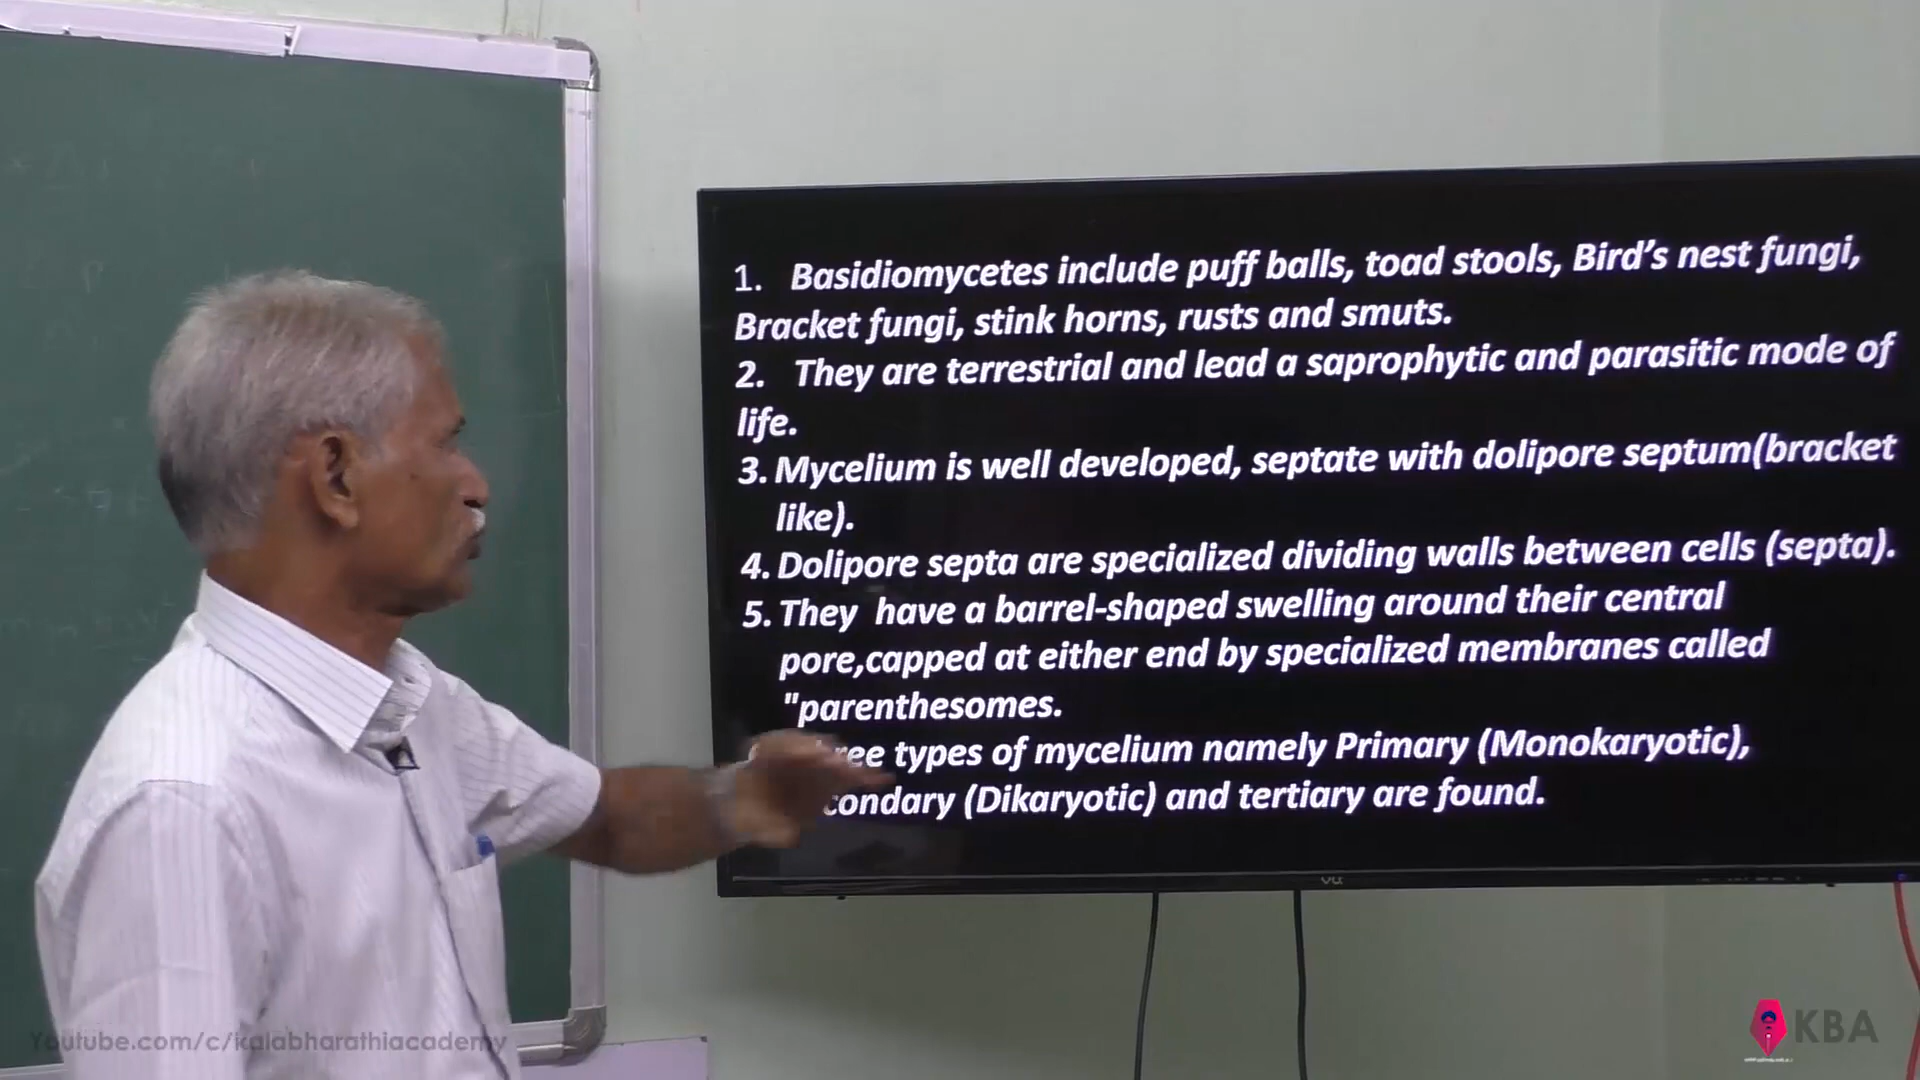 1. Basidiomycetes include puff balls, toad stools, Bird's nest fungi,
Bracket fungi, stink horns, rusts and smuts.
2. They are terrestrial and lead a saprophytic and parasitic mode of
life.
3. Mycelium is well developed, septate with dolipore septum(bracket
like).
4. Dolipore septa are specialized dividing walls between cells (septa).
5. They have a barrel-shaped swelling around their central
pore,capped at either end by specialized membranes called
"parenthesomes.
types of mycelium namely Primary (Monokaryotic),
(Dikaryotic) and tertiary are found.
Youtube.com/c/kalabharathiacademy
KBA